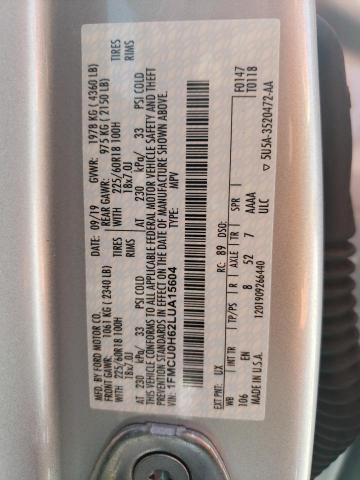 MFD. BY FORD MOTOR CO.
DATE: 09/19 GVWR: 1978 KG ( 4360 LB)
FRONT GAWR: 1061 KG ( 2340 LB) REAR GAWR: 975 KG ( 2150 LB)
WITH 225/60R18 100H TIRES WITH 225/60R18 100H TIRES
18x7.0J RIMS 18x7.0J RIMS
AT 230 kPa/ 33 PSI COLD AT 230 kPa/ 33 PSI COLD
THIS VEHICLE CONFORMS TO ALL APPLICABLE FEDERAL MOTOR VEHICLE SAFETY AND THEFT
PREVENTION STANDARDS IN EFFECT ON THE DATE OF MANUFACTURE SHOWN ABOVE.
VIN: 1FMCU0H62LUA15604
TYPE: MPV
F0147
T0118
EXT PNT: UX RC: 89 DSO:
WB INT TR TP/PS R AXLE TR SPR
106 EN 8 52 7 AAAA
ULC
MADE IN U.S.A. 1201909266440
▽ 5U5A-3520472-AA